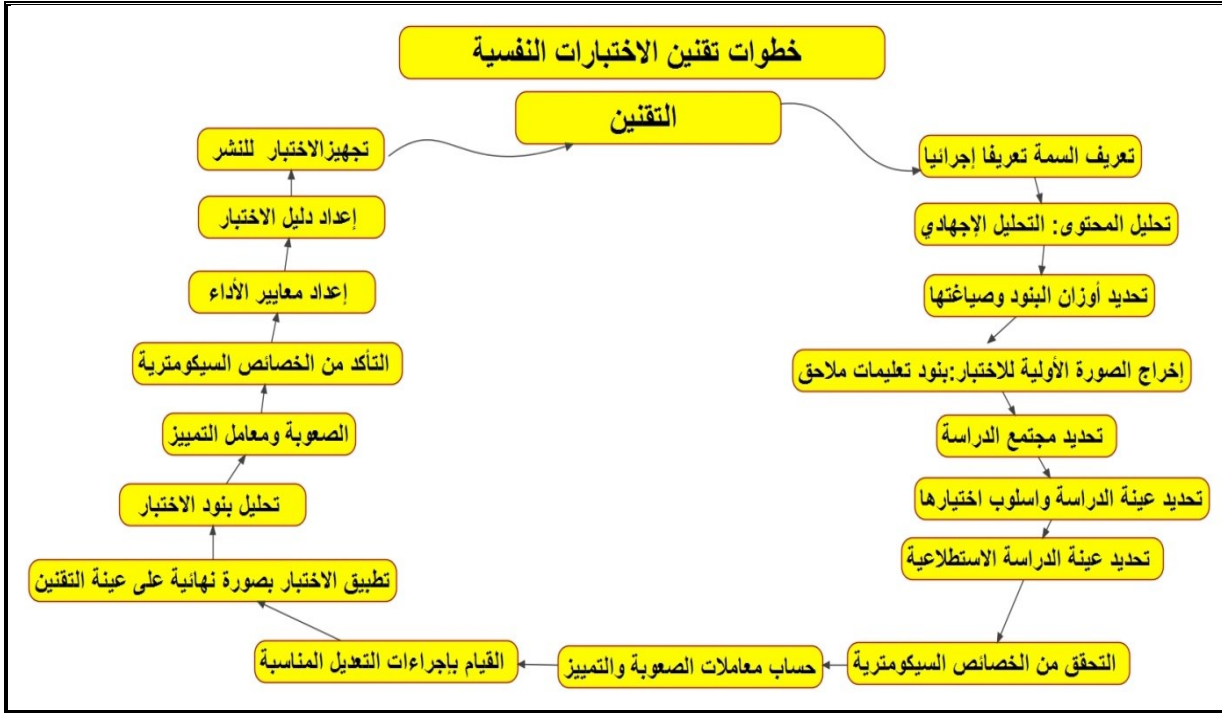 خطوات تقنين الاختبارات النفسية
التقنين
تعريف السمة تعريفا إجرائيا
تحليل المحتوى: التحليل الإجهادي
تحديد أوزان البنود وصياغتها
إخراج الصورة الأولية للاختبار:بنود تعليمات ملاحق
تحديد مجتمع الدراسة
تحديد عينة الدراسة واسلوب اختيارها
تحديد عينة الدراسة الاستطلاعية
التحقق من الخصائص السيكومترية
حساب معاملات الصعوبة والتمييز
القيام بإجراءات التعديل المناسبة
تطبيق الاختبار بصورة نهائية على عينة التقنين
تحليل بنود الاختبار
الصعوبة ومعامل التمييز
التأكد من الخصائص السيكومترية
إعداد معايير الأداء
إعداد دليل الاختبار
تجهيزالاختبار للنشر